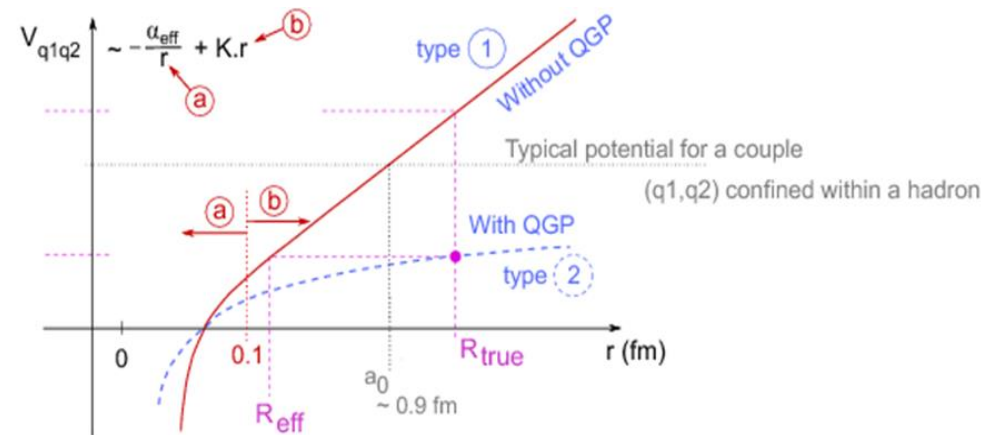 V q1q2 ~ - αeff/r + K.r
b
a
type 1
Without QGP
Typical potential for a couple
(q1,q2) confined within a hadron
a
b
With QGP
type 2
0
0.1
Rtrue
r (fm)
a0
~ 0.9 fm
Reff